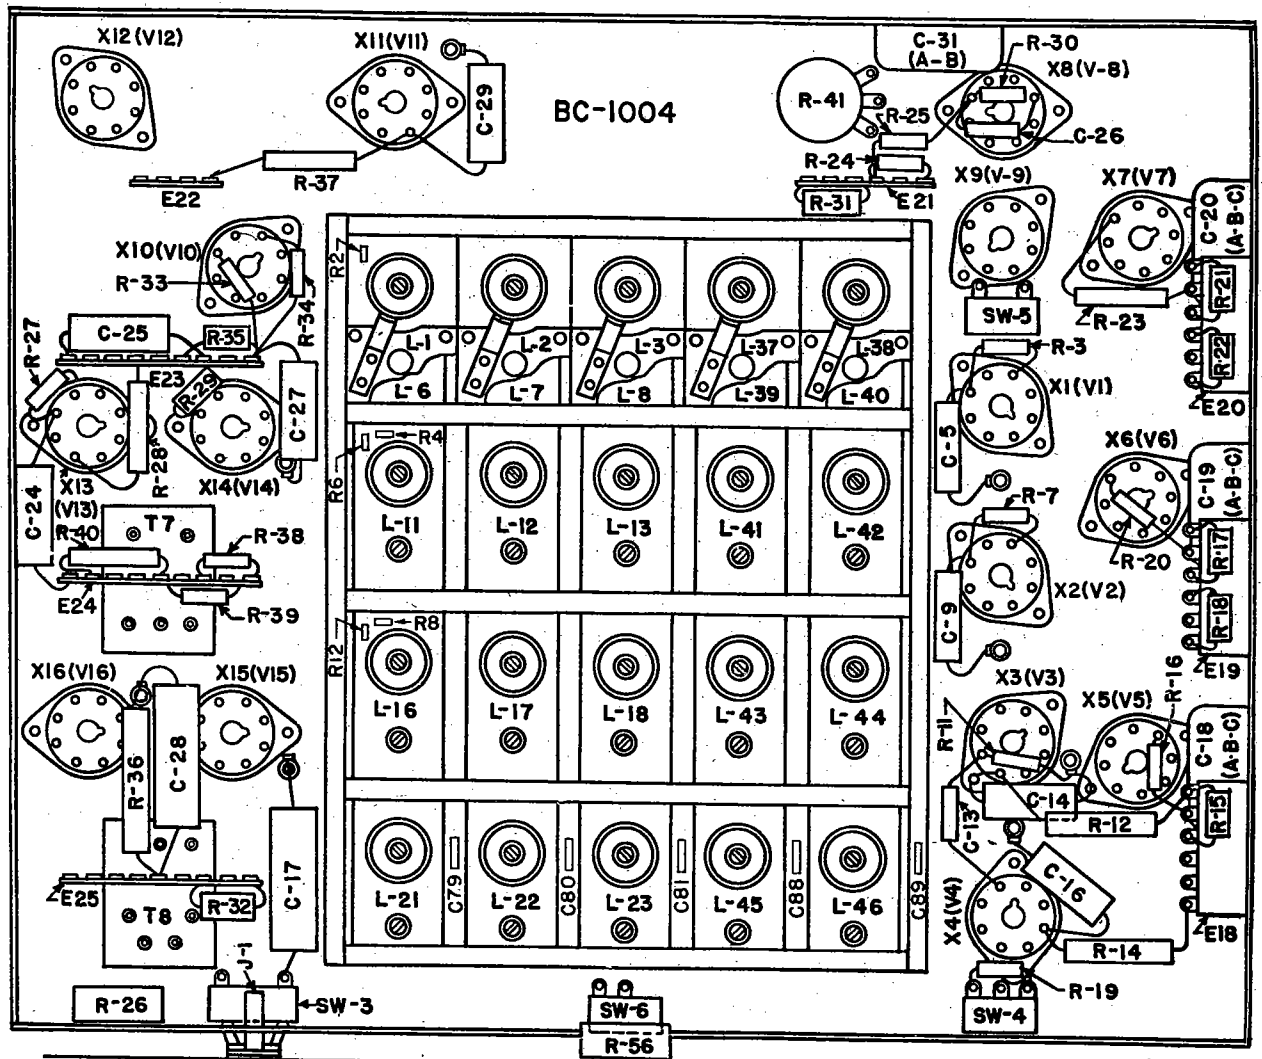 X12(V12)
X11(V11)
C-29
BC-1004
C-31
(A-B)
R-30
X8(V-8)
R-41
R-25
C-26
R-24
R-37
E22
R-31
E21
X9(V-9)
X7(V7)
C-20
(A-B-C)
X10(V10)
R-33
R-34
R2
R-21
SW-5
R-23
R-27
C-25
R-35
L-1
L-2
L-3
L-37
L-38
R-3
R-22
E23
R-29
C-27
L-6
L-7
L-8
L-39
L-40
X1(V1)
E20
C-5
R4
X6(V6)
R-28
R6
C-19
(A-B-C)
X13
(V13)
X14(V14)
C-24
R-7
L-11
L-12
L-13
L-41
L-42
T7
R-40
R-38
R-20
R-17
E24
R-39
C-9
X2(V2)
R-18
R12
R8
E19
X16(V16)
X15(V15)
X3(V3)
X5(V5)
R-16
L-16
L-17
L-18
L-43
L-44
R-11
C-18
(A-B-C)
R-36
C-28
C-14
C-13
R-12
R-15
C-17
C79
C80
C81
C88
C89
C-16
E25
T8
R-32
L-21
L-22
L-23
L-45
L-46
X4(V4)
E18
J-1
R-14
R-26
SW-3
SW-6
R-19
SW-4
R-56